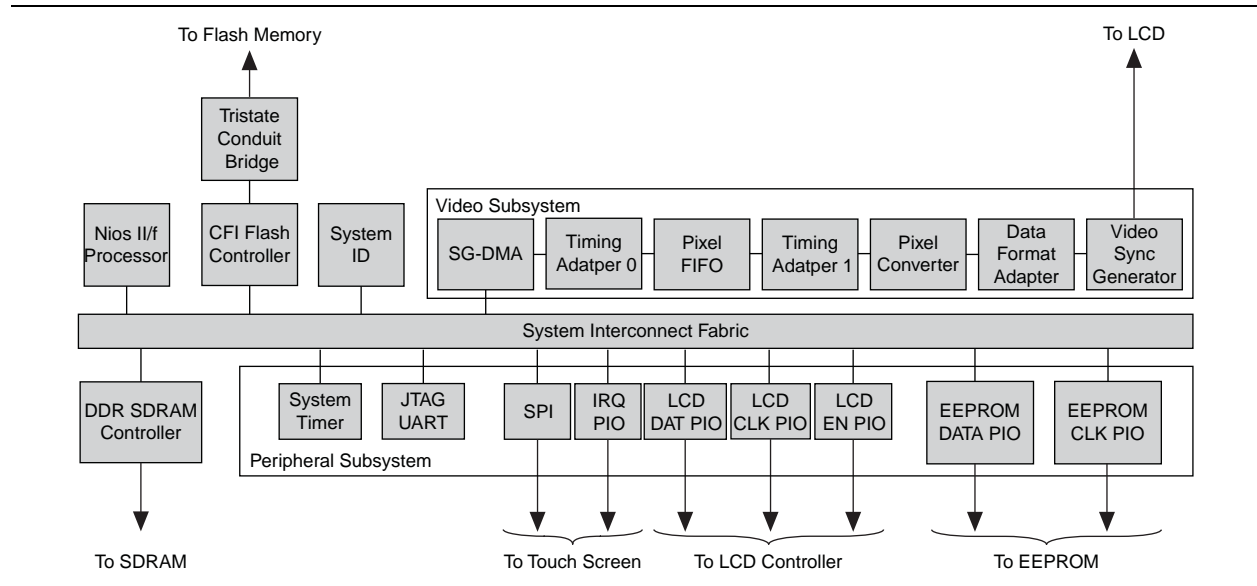 To Flash Memory
To LCD
Tristate
Conduit
Bridge
Nios II/f
Processor
CFI Flash
Controller
System
ID
Video Subsystem
SG-DMA
Timing
Adatper 0
Pixel
FIFO
Timing
Adatper 1
Pixel
Converter
Data
Format
Adapter
Video
Sync
Generator
System Interconnect Fabric
DDR SDRAM
Controller
System
Timer
JTAG
UART
SPI
IRQ
PIO
LCD
DAT PIO
LCD
CLK PIO
LCD
EN PIO
EEPROM
DATA PIO
EEPROM
CLK PIO
Peripheral Subsystem
To SDRAM
To Touch Screen
To LCD Controller
To EEPROM